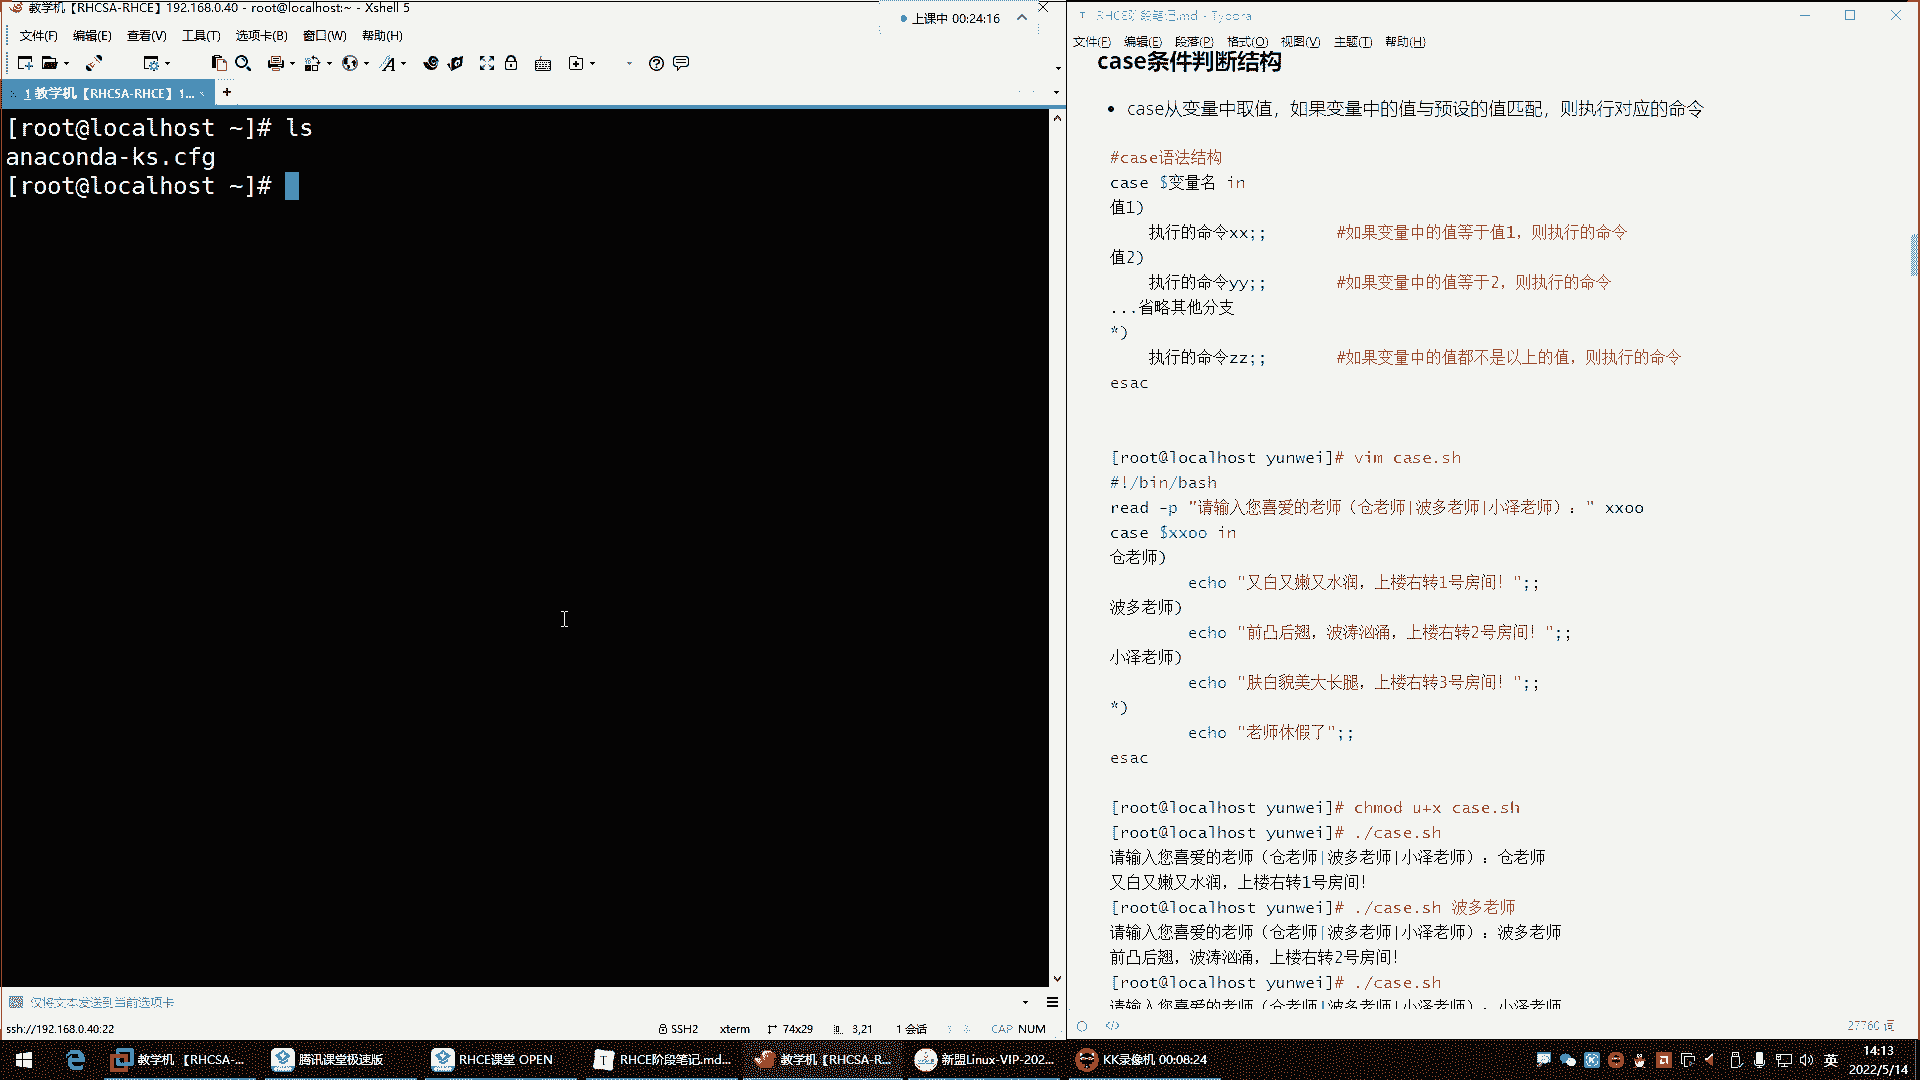 教学机【RHCSA-RHCE】192.168.0.40 - root@localhost:~ - Xshell 5
上课中 00:24:16
文件(F) 编辑(E) 查看(V) 工具(T) 选项卡(B) 窗口(W) 帮助(H)
1 教学机【RHCSA-RHCE】1...
[root@localhost ~]# ls
anaconda-ks.cfg
[root@localhost ~]#
仅将文本发送到当前选项卡
ssh://192.168.0.40:22 SSH2 xterm 74x29 3,21 1 会话 CAP NUM
RHCE阶段笔记.md - Typora
文件(F) 编辑(E) 段落(P) 格式(O) 视图(V) 主题(T) 帮助(H)
case条件判断结构
• case从变量中取值，如果变量中的值与预设的值匹配，则执行对应的命令
#case语法结构
case $变量名 in
值1)
执行的命令xx;; #如果变量中的值等于值1，则执行的命令
值2)
执行的命令yy;; #如果变量中的值等于2，则执行的命令
...省略其他分支
*)
执行的命令zz;; #如果变量中的值都不是以上的值，则执行的命令
esac
[root@localhost yunwei]# vim case.sh
#!/bin/bash
read -p "请输入您喜爱的老师（仓老师|波多老师|小泽老师）：" xxoo
case $xxoo in
仓老师)
echo "又白又嫩又水润，上楼右转1号房间！";;
波多老师)
echo "前凸后翘，波涛汹涌，上楼右转2号房间！";;
小泽老师)
echo "肤白貌美大长腿，上楼右转3号房间！";;
*)
echo "老师休假了";;
esac
[root@localhost yunwei]# chmod u+x case.sh
[root@localhost yunwei]# ./case.sh
请输入您喜爱的老师（仓老师|波多老师|小泽老师）：仓老师
又白又嫩又水润，上楼右转1号房间！
[root@localhost yunwei]# ./case.sh 波多老师
请输入您喜爱的老师（仓老师|波多老师|小泽老师）：波多老师
前凸后翘，波涛汹涌，上楼右转2号房间！
[root@localhost yunwei]# ./case.sh
请输入您喜爱的老师（仓老师|波多老师|小泽老师）：小泽老师
27760 词
教学机 【RHCSA-... 腾讯课堂极速版 RHCE课堂 OPEN RHCE阶段笔记.md... 教学机【RHCSA-R... 新盟Linux-VIP-202... KK录像机 00:08:24 英
14:13
2022/5/14